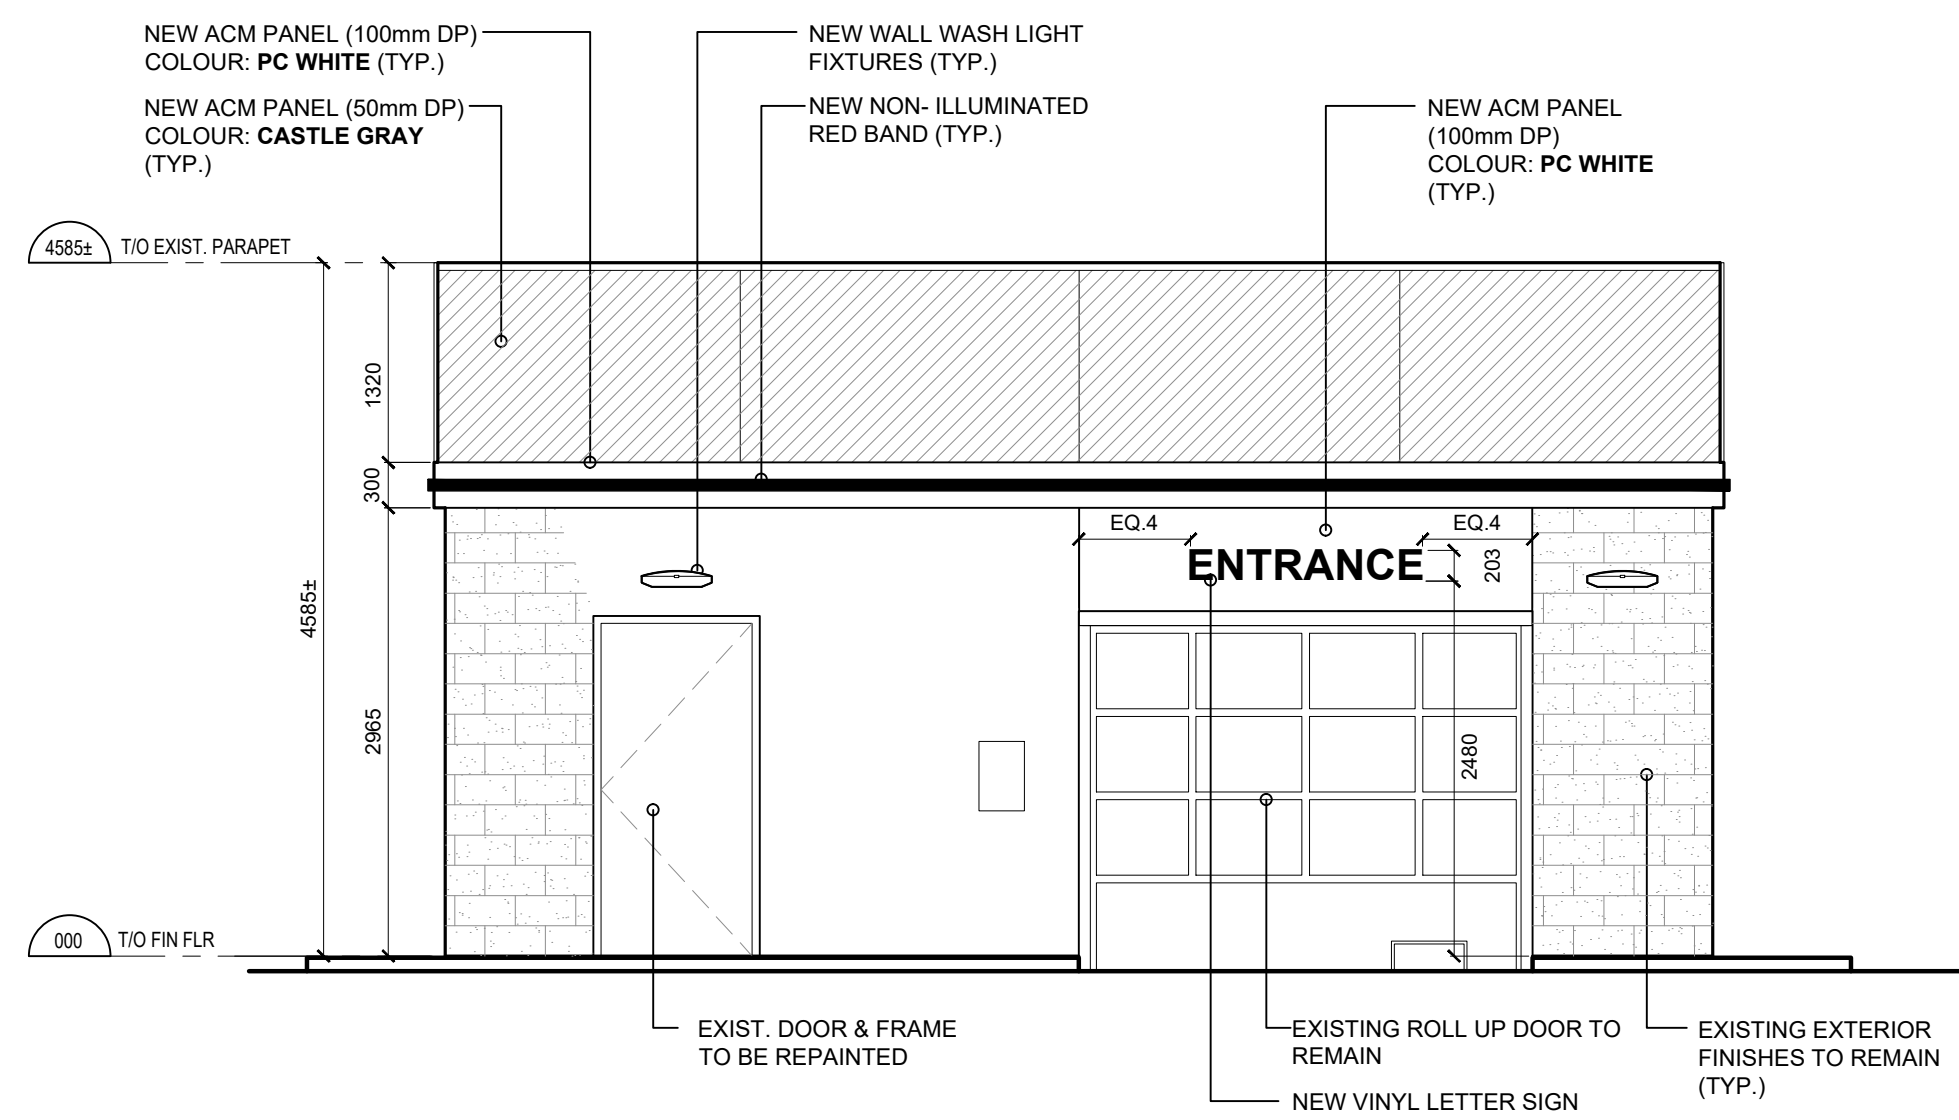 NEW ACM PANEL (100mm DP)
COLOUR: PC WHITE (TYP.)
NEW ACM PANEL (50mm DP)
COLOUR: CASTLE GRAY
(TYP.)
NEW WALL WASH LIGHT
FIXTURES (TYP.)
NEW NON- ILLUMINATED
RED BAND (TYP.)
NEW ACM PANEL
(100mm DP)
COLOUR: PC WHITE
(TYP.)
4585± T/O EXIST. PARAPET
1320
300
4585±
2965
EQ.4
EQ.4
ENTRANCE
203
2480
000 T/O FIN FLR
EXIST. DOOR & FRAME
TO BE REPAINTED
EXISTING ROLL UP DOOR TO
REMAIN
NEW VINYL LETTER SIGN
EXISTING EXTERIOR
FINISHES TO REMAIN
(TYP.)